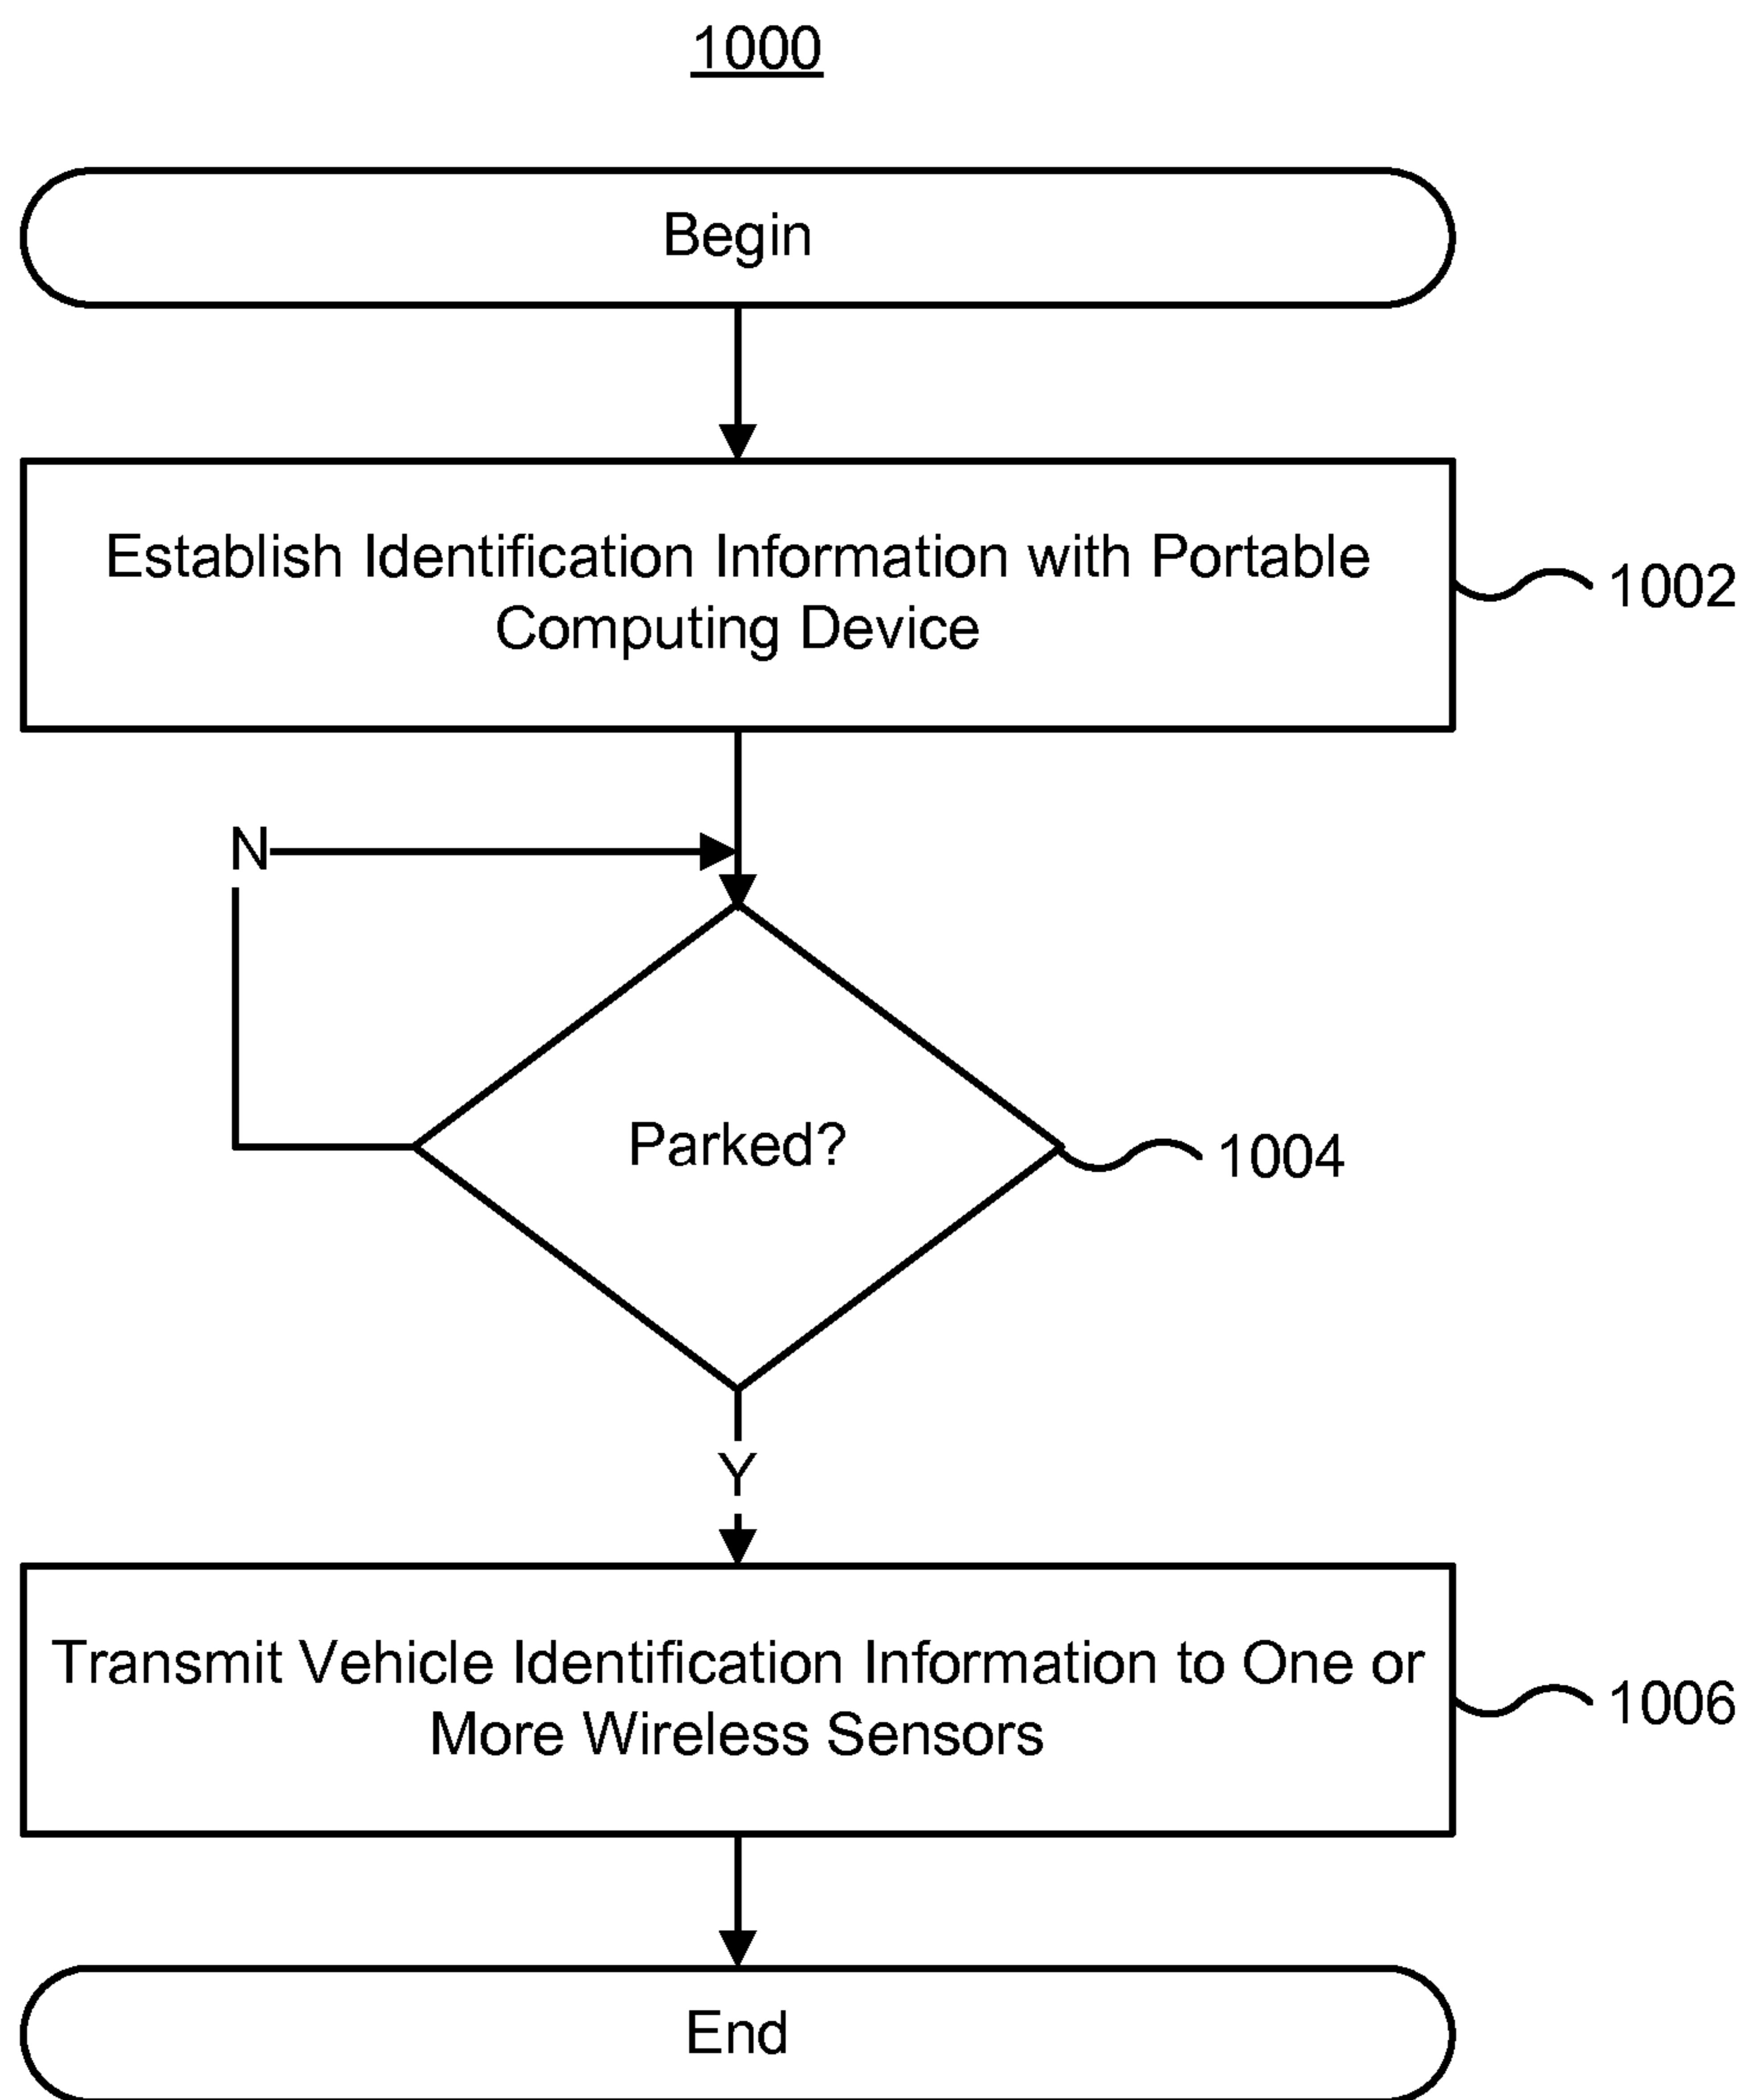 1000
Begin
Establish Identification Information with Portable
Computing Device
1002
N
Parked?
1004
Y
Transmit Vehicle Identification Information to One or
More Wireless Sensors
1006
End